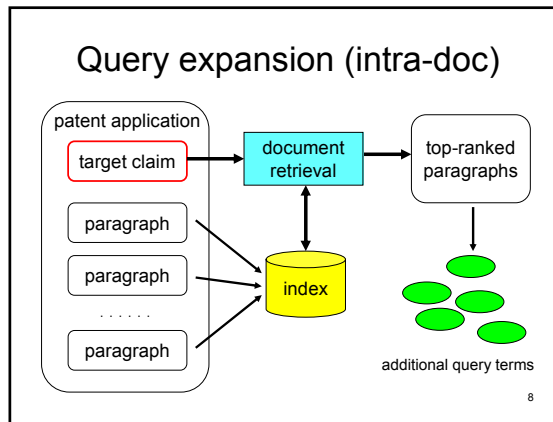 Query expansion (intra-doc)
patent application
target claim
document
retrieval
top-ranked
paragraphs
paragraph
paragraph
index
. . . . . .
paragraph
additional query terms
8